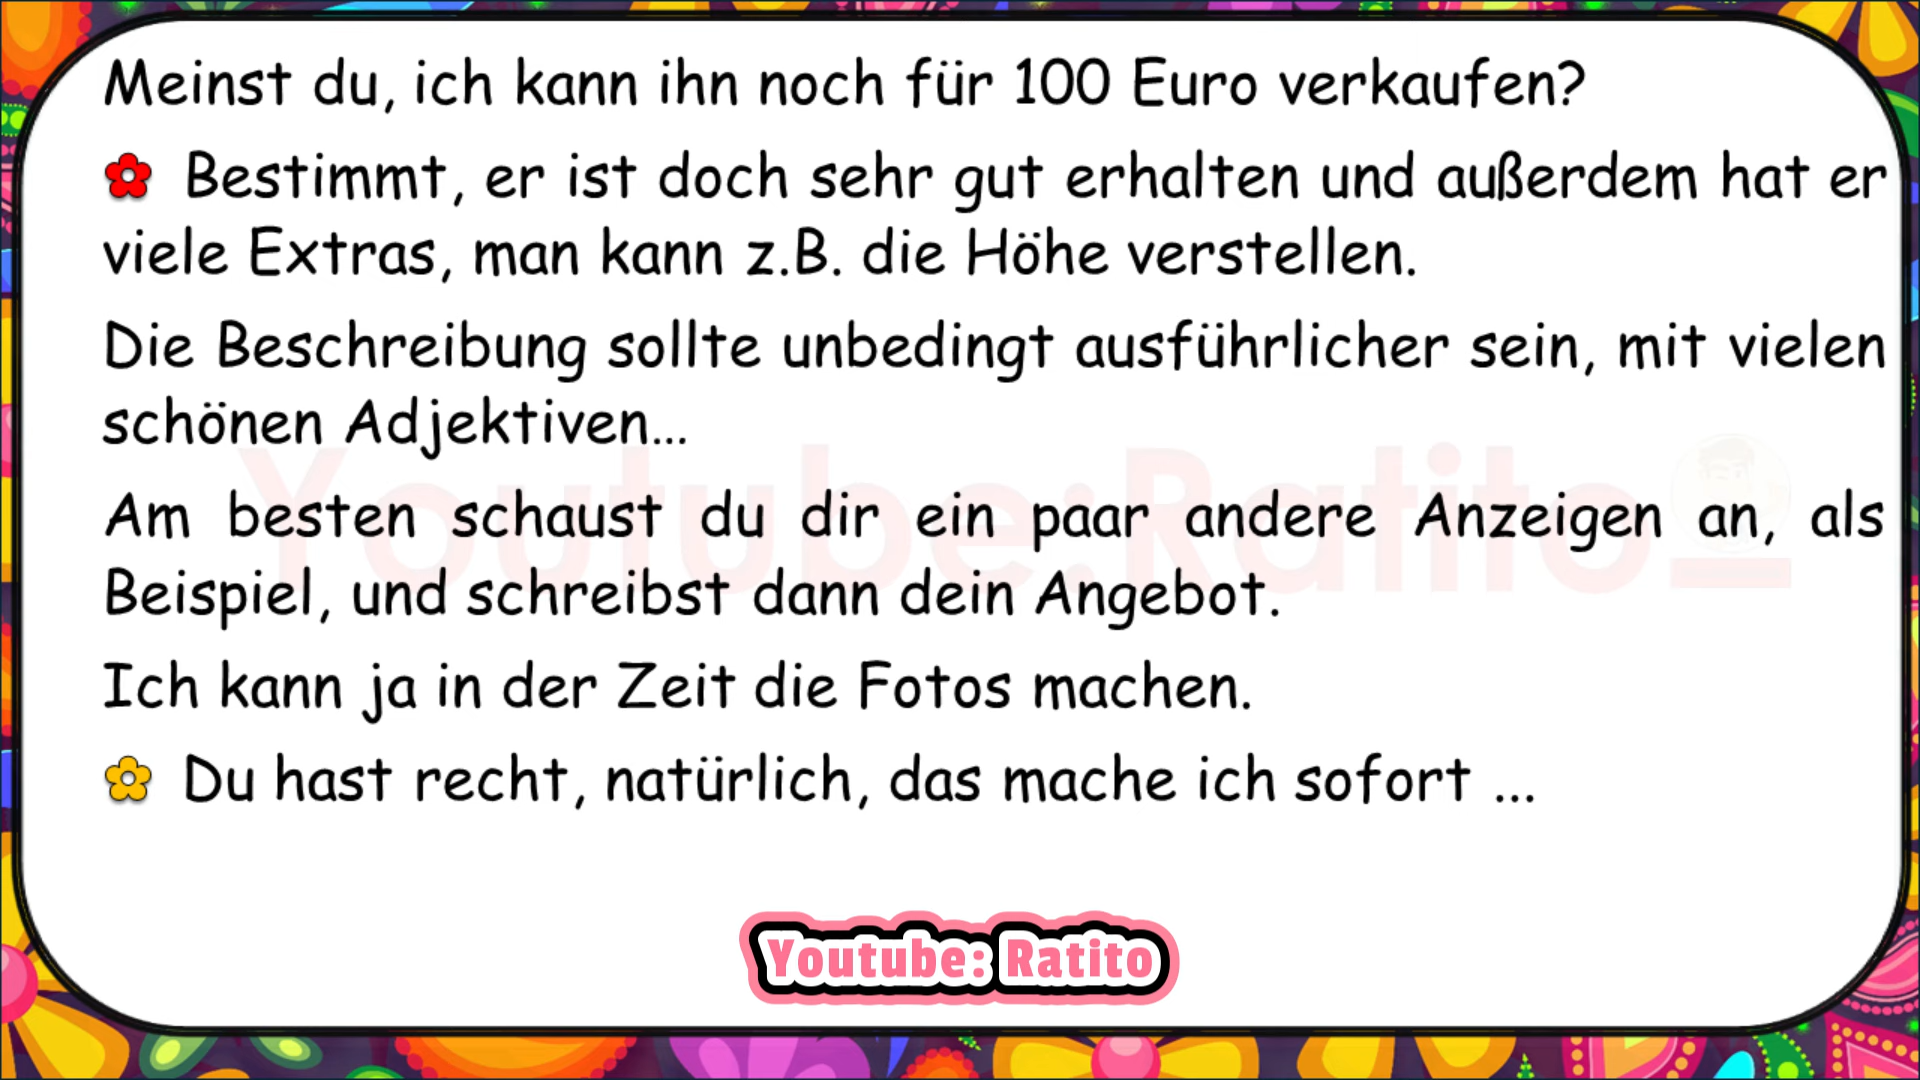 Meinst du, ich kann ihn noch für 100 Euro verkaufen?
Bestimmt, er ist doch sehr gut erhalten und außerdem hat er
viele Extras, man kann z.B. die Höhe verstellen.
Die Beschreibung sollte unbedingt ausführlicher sein, mit vielen
schönen Adjektiven...
Am besten schaust du dir ein paar andere Anzeigen an, als
Beispiel, und schreibst dann dein Angebot.
Ich kann ja in der Zeit die Fotos machen.
Du hast recht, natürlich, das mache ich sofort ...
Youtube:Ratito
Youtube: Ratito